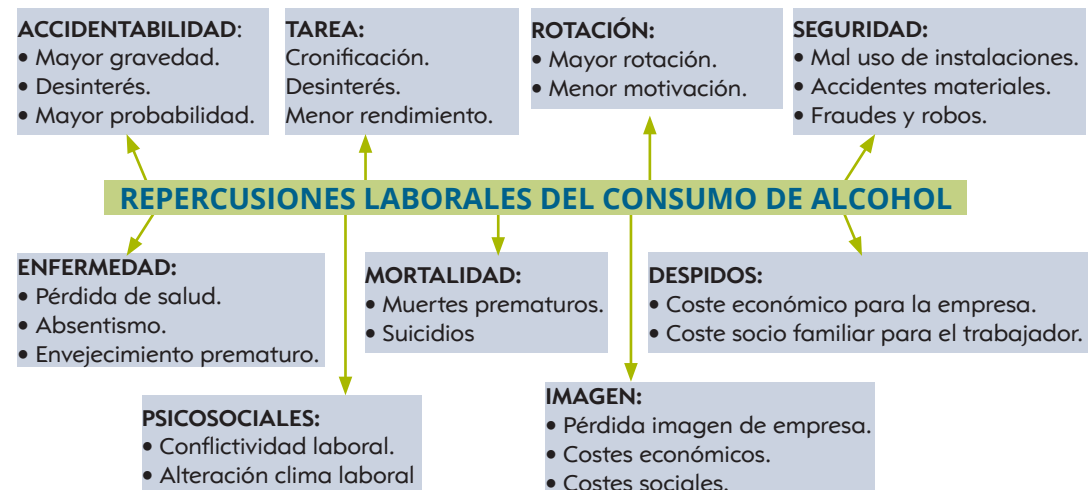 ACCIDENTABILIDAD:
• Mayor gravedad.
• Desinterés.
• Mayor probabilidad.
TAREA:
Cronificación.
Desinterés.
Menor rendimiento.
ROTACIÓN:
• Mayor rotación.
• Menor motivación.
SEGURIDAD:
• Mal uso de instalaciones.
• Accidentes materiales.
• Fraudes y robos.
REPERCUSIONES LABORALES DEL CONSUMO DE ALCOHOL
ENFERMEDAD:
• Pérdida de salud.
• Absentismo.
• Envejecimiento prematuro.
MORTALIDAD:
• Muertes prematuros.
• Suicidios
DESPIDOS:
• Coste económico para la empresa.
• Coste socio familiar para el trabajador.
PSICOSOCIALES:
• Conflictividad laboral.
• Alteración clima laboral
IMAGEN:
• Pérdida imagen de empresa.
• Costes económicos.
• Costes sociales.